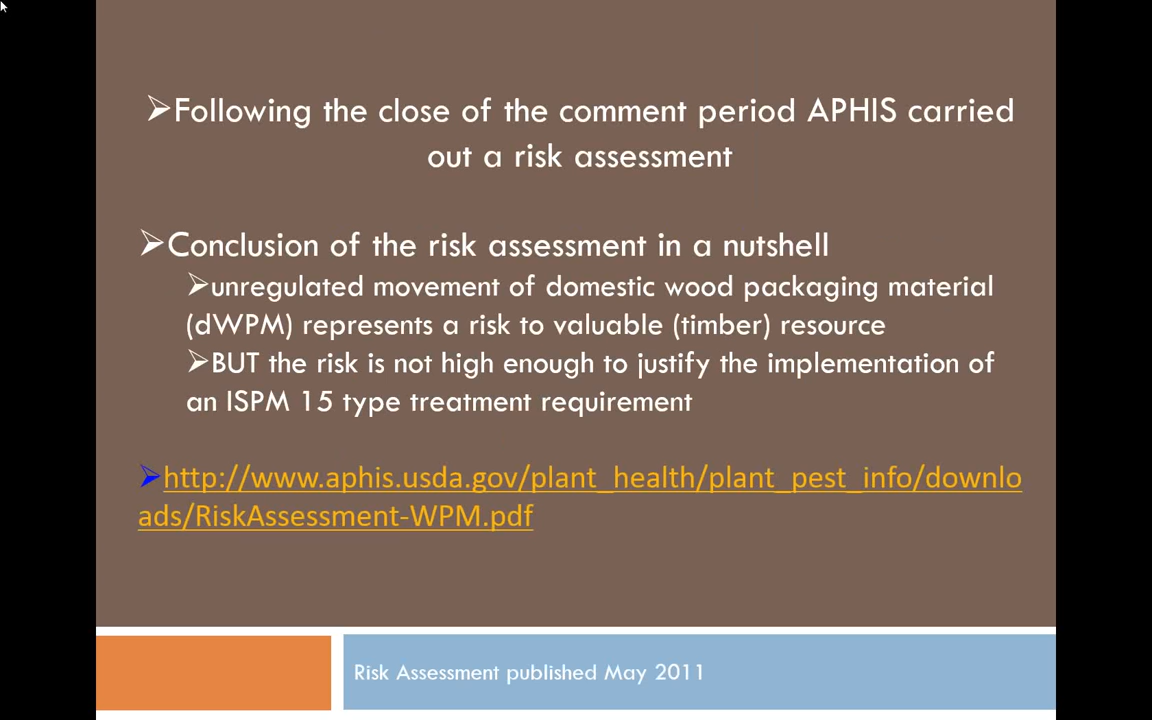 ➢Following the close of the comment period APHIS carried
out a risk assessment
➢Conclusion of the risk assessment in a nutshell
➢unregulated movement of domestic wood packaging material
(dWPM) represents a risk to valuable (timber) resource
➢BUT the risk is not high enough to justify the implementation of
an ISPM 15 type treatment requirement
➢http://www.aphis.usda.gov/plant_health/plant_pest_info/downlo
ads/RiskAssessment-WPM.pdf
Risk Assessment published May 2011